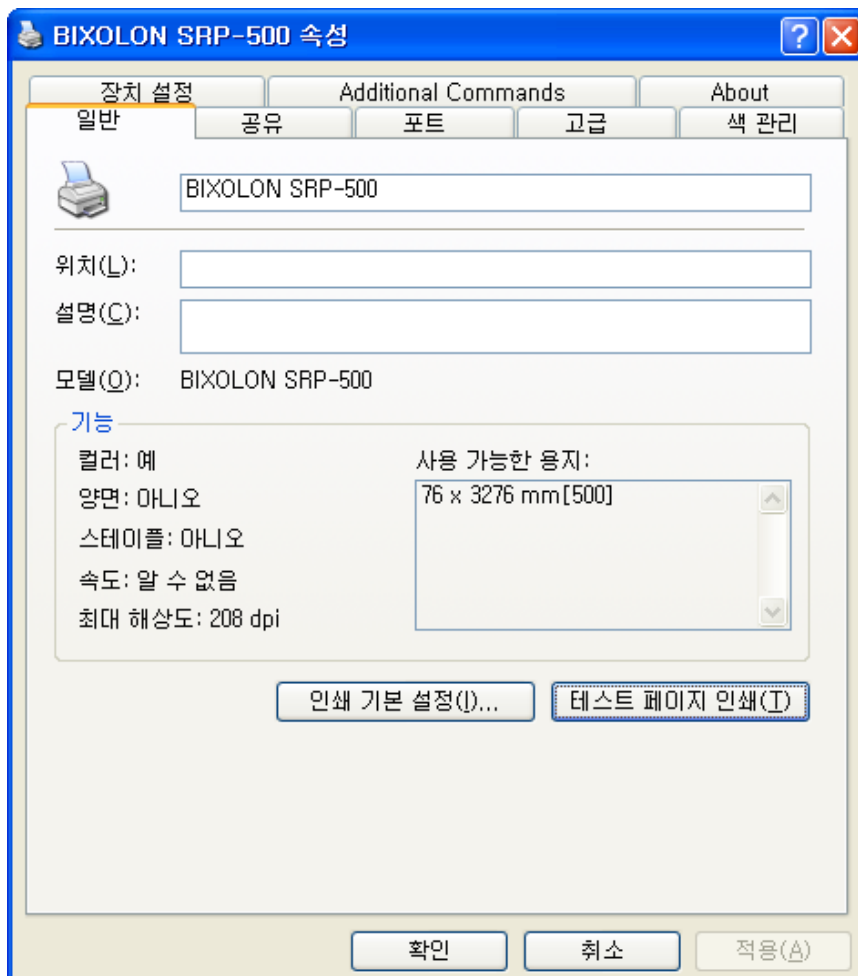 BIXOLON SRP-500 속성
장치 설정 Additional Commands About
일반 공유 포트 고급 색 관리
BIXOLON SRP-500
위치(L):
설명(C):
모델(O): BIXOLON SRP-500
기능
컬러: 예
양면: 아니오
스테이플: 아니오
속도: 알 수 없음
최대 해상도: 208 dpi
사용 가능한 용지:
76 x 3276 mm[500]
인쇄 기본 설정(I)... 테스트 페이지 인쇄(T)
확인 취소 적용(A)